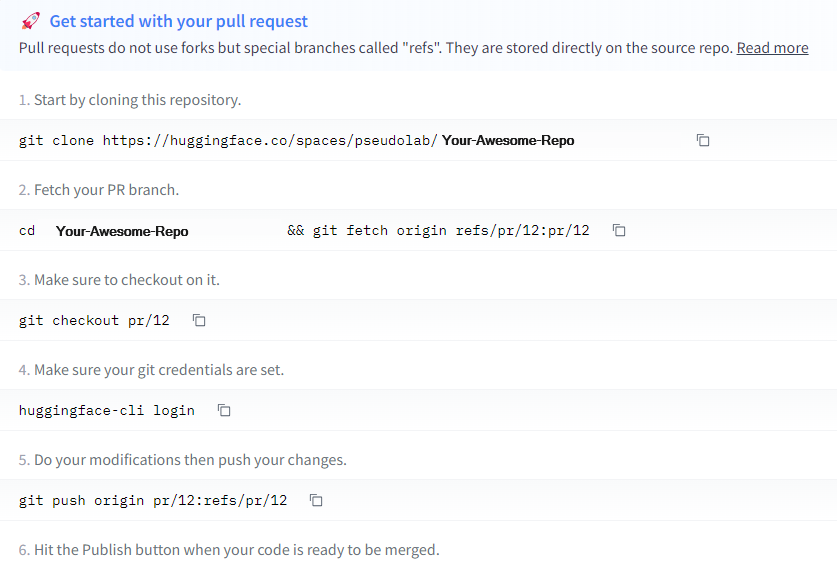 🚀 Get started with your pull request
Pull requests do not use forks but special branches called "refs". They are stored directly on the source repo. Read more
1. Start by cloning this repository.
git clone https://huggingface.co/spaces/pseudolab/ Your-Awesome-Repo
2. Fetch your PR branch.
cd Your-Awesome-Repo && git fetch origin refs/pr/12:pr/12
3. Make sure to checkout on it.
git checkout pr/12
4. Make sure your git credentials are set.
huggingface-cli login
5. Do your modifications then push your changes.
git push origin pr/12:refs/pr/12
6. Hit the Publish button when your code is ready to be merged.